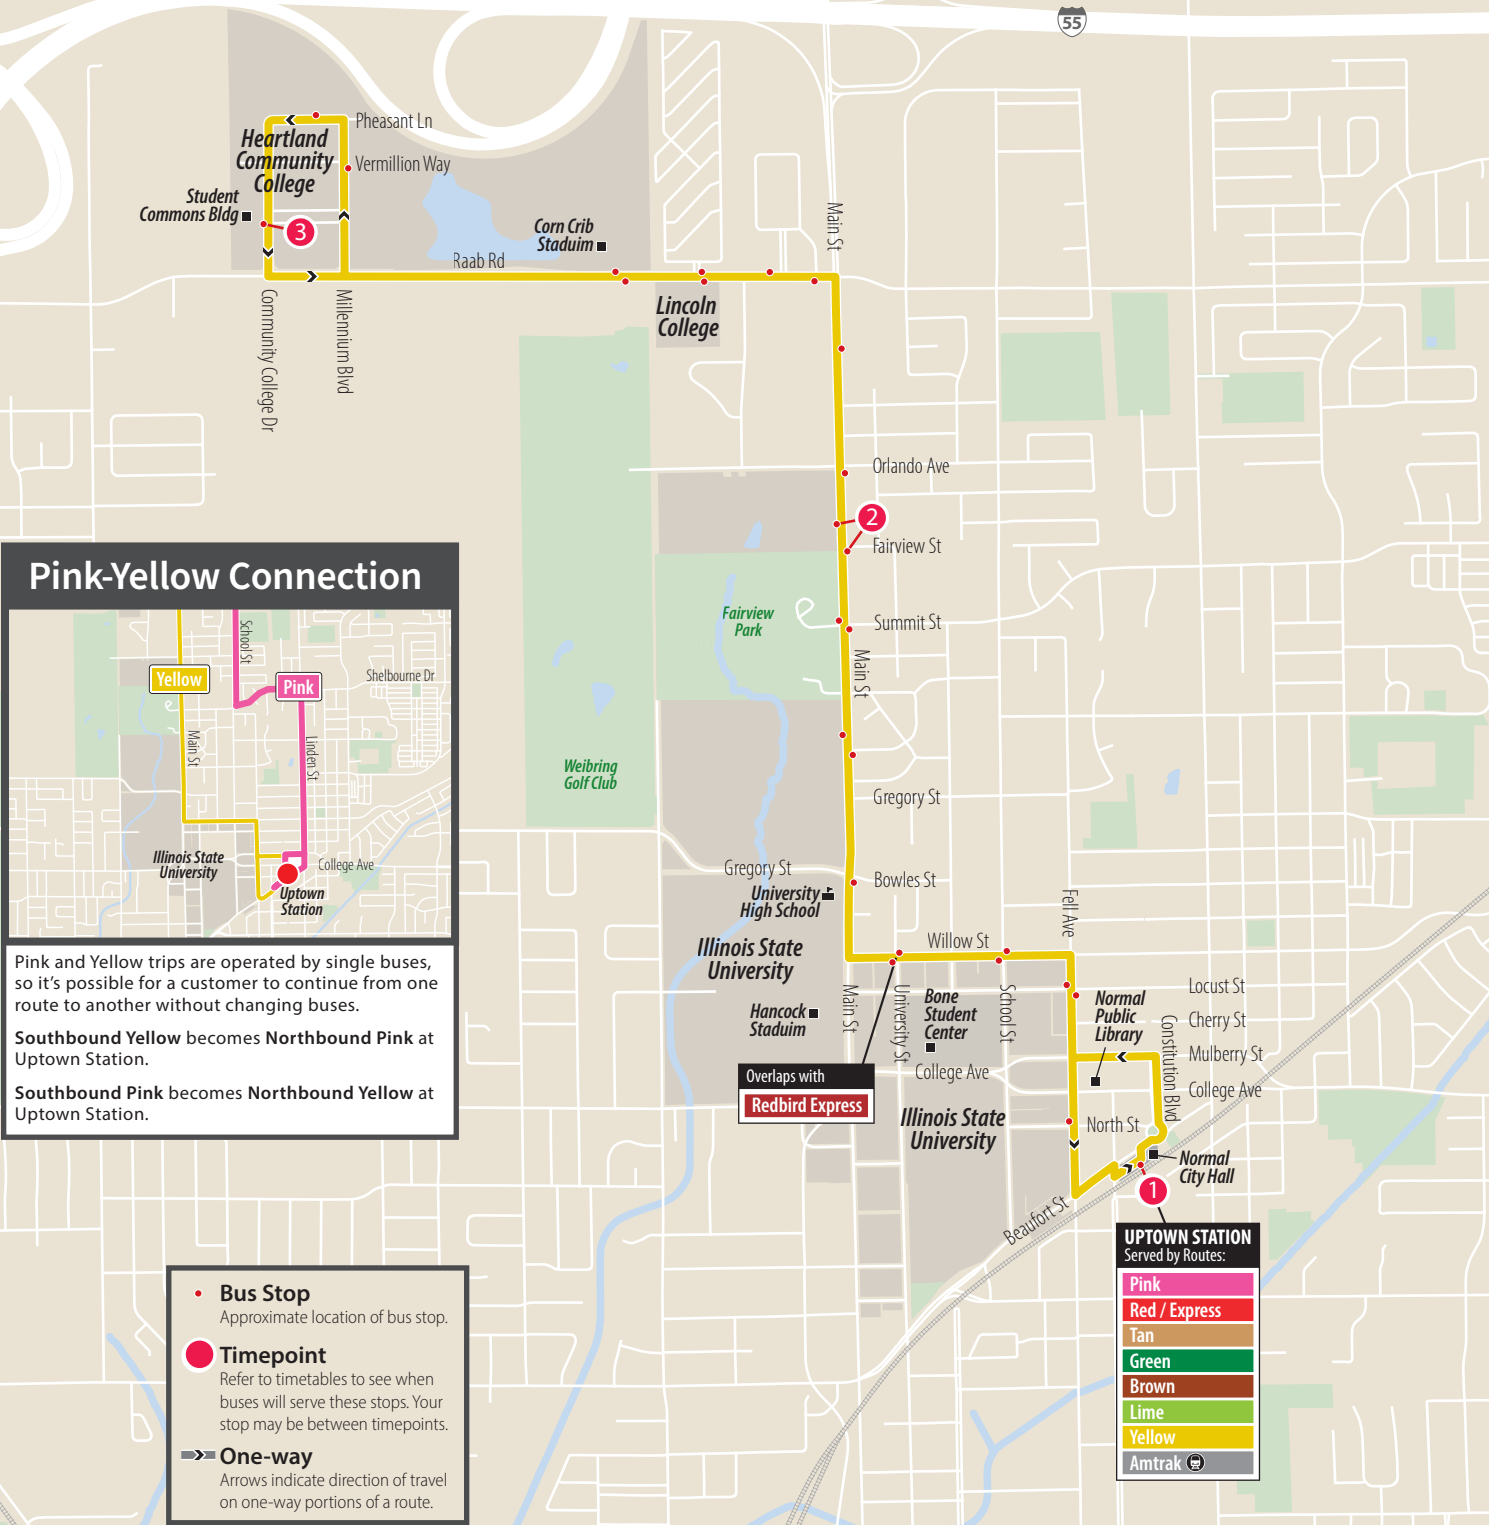 55
Pheasant Ln
Heartland
Community
College
Vermillion Way
Student
Commons Bldg
3
Corn Crib
Staduim
Main St
Raab Rd
Lincoln
College
Community College Dr
Millennium Blvd
Orlando Ave
2
Fairview St
Fairview
Park
Summit St
Main St
Weibring
Golf Club
Gregory St
Gregory St
Bowles St
University
High School
Fell Ave
Willow St
Illinois State
University
Main St
University St
School St
Hancock
Staduim
Bone
Student
Center
Normal
Public
Library
Locust St
Cherry St
Constitution Blvd
Mulberry St
College Ave
College Ave
Overlaps with
Redbird Express
Illinois State
University
North St
Normal
City Hall
1
Beaufort St
UPTOWN STATION
Served by Routes:
Pink
Red / Express
Tan
Green
Brown
Lime
Yellow
Amtrak
Pink-Yellow Connection
School St
Yellow
Pink
Shelbourne Dr
Main St
Linden St
Illinois State
University
College Ave
Uptown
Station
Pink and Yellow trips are operated by single buses,
so it's possible for a customer to continue from one
route to another without changing buses.
Southbound Yellow becomes Northbound Pink at
Uptown Station.
Southbound Pink becomes Northbound Yellow at
Uptown Station.
Bus Stop
Approximate location of bus stop.
Timepoint
Refer to timetables to see when
buses will serve these stops. Your
stop may be between timepoints.
One-way
Arrows indicate direction of travel
on one-way portions of a route.